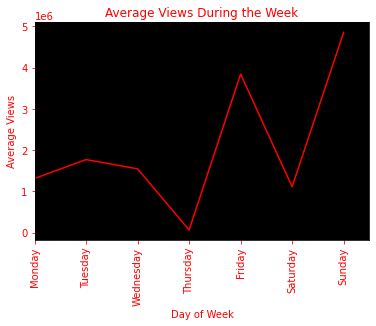 Average Views During the Week
1e6
5
4
3
2
1
0
Average Views
Monday
Tuesday
Wednesday
Thursday
Friday
Saturday
Sunday
Day of Week